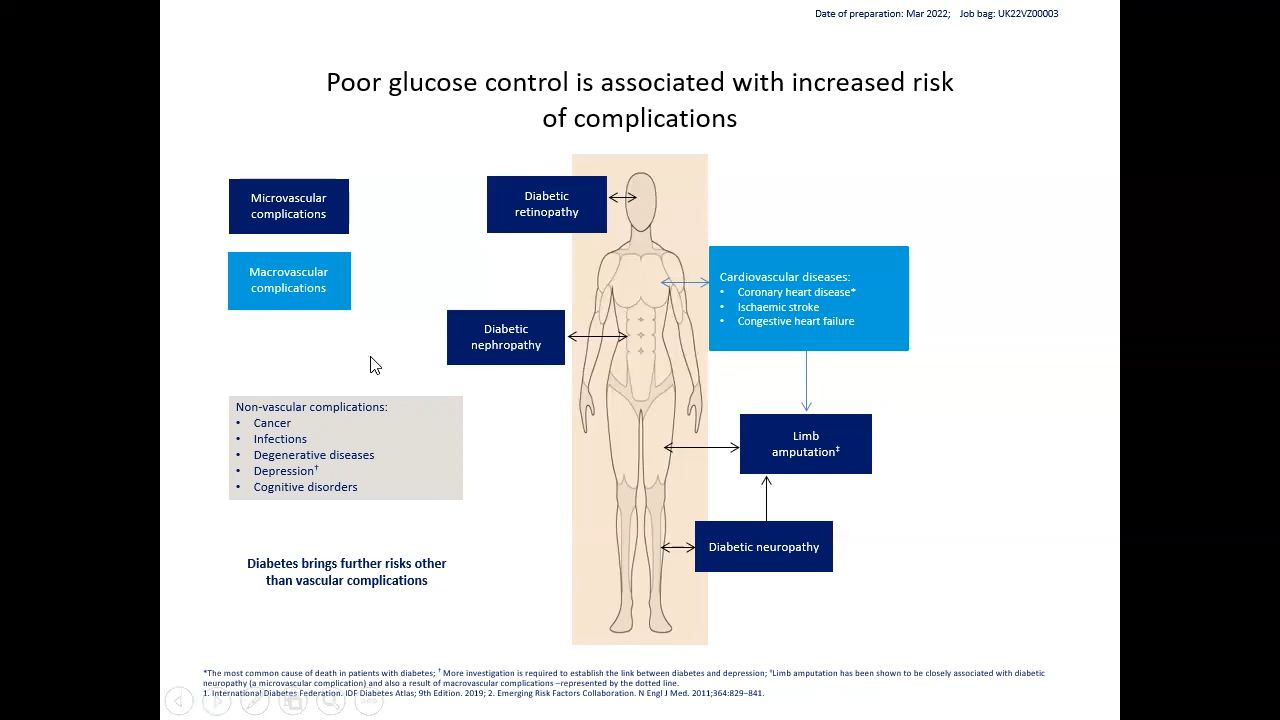 Date of preparation: Mar 2022; Job bag: UK22VZ00003
Poor glucose control is associated with increased risk
of complications
Microvascular
complications
Macrovascular
complications
Diabetic
retinopathy
Cardiovascular diseases:
• Coronary heart disease*
• Ischaemic stroke
• Congestive heart failure
Diabetic
nephropathy
Non-vascular complications:
• Cancer
• Infections
• Degenerative diseases
• Depression†
• Cognitive disorders
Limb
amputation‡
Diabetic neuropathy
Diabetes brings further risks other
than vascular complications
*The most common cause of death in patients with diabetes; † More investigation is required to establish the link between diabetes and depression; ‡Limb amputation has been shown to be closely associated with diabetic
neuropathy (a microvascular complication) and also a result of macrovascular complications –represented by the dotted line.
1. International Diabetes Federation. IDF Diabetes Atlas; 9th Edition. 2019; 2. Emerging Risk Factors Collaboration. N Engl J Med. 2011;364:829–841.